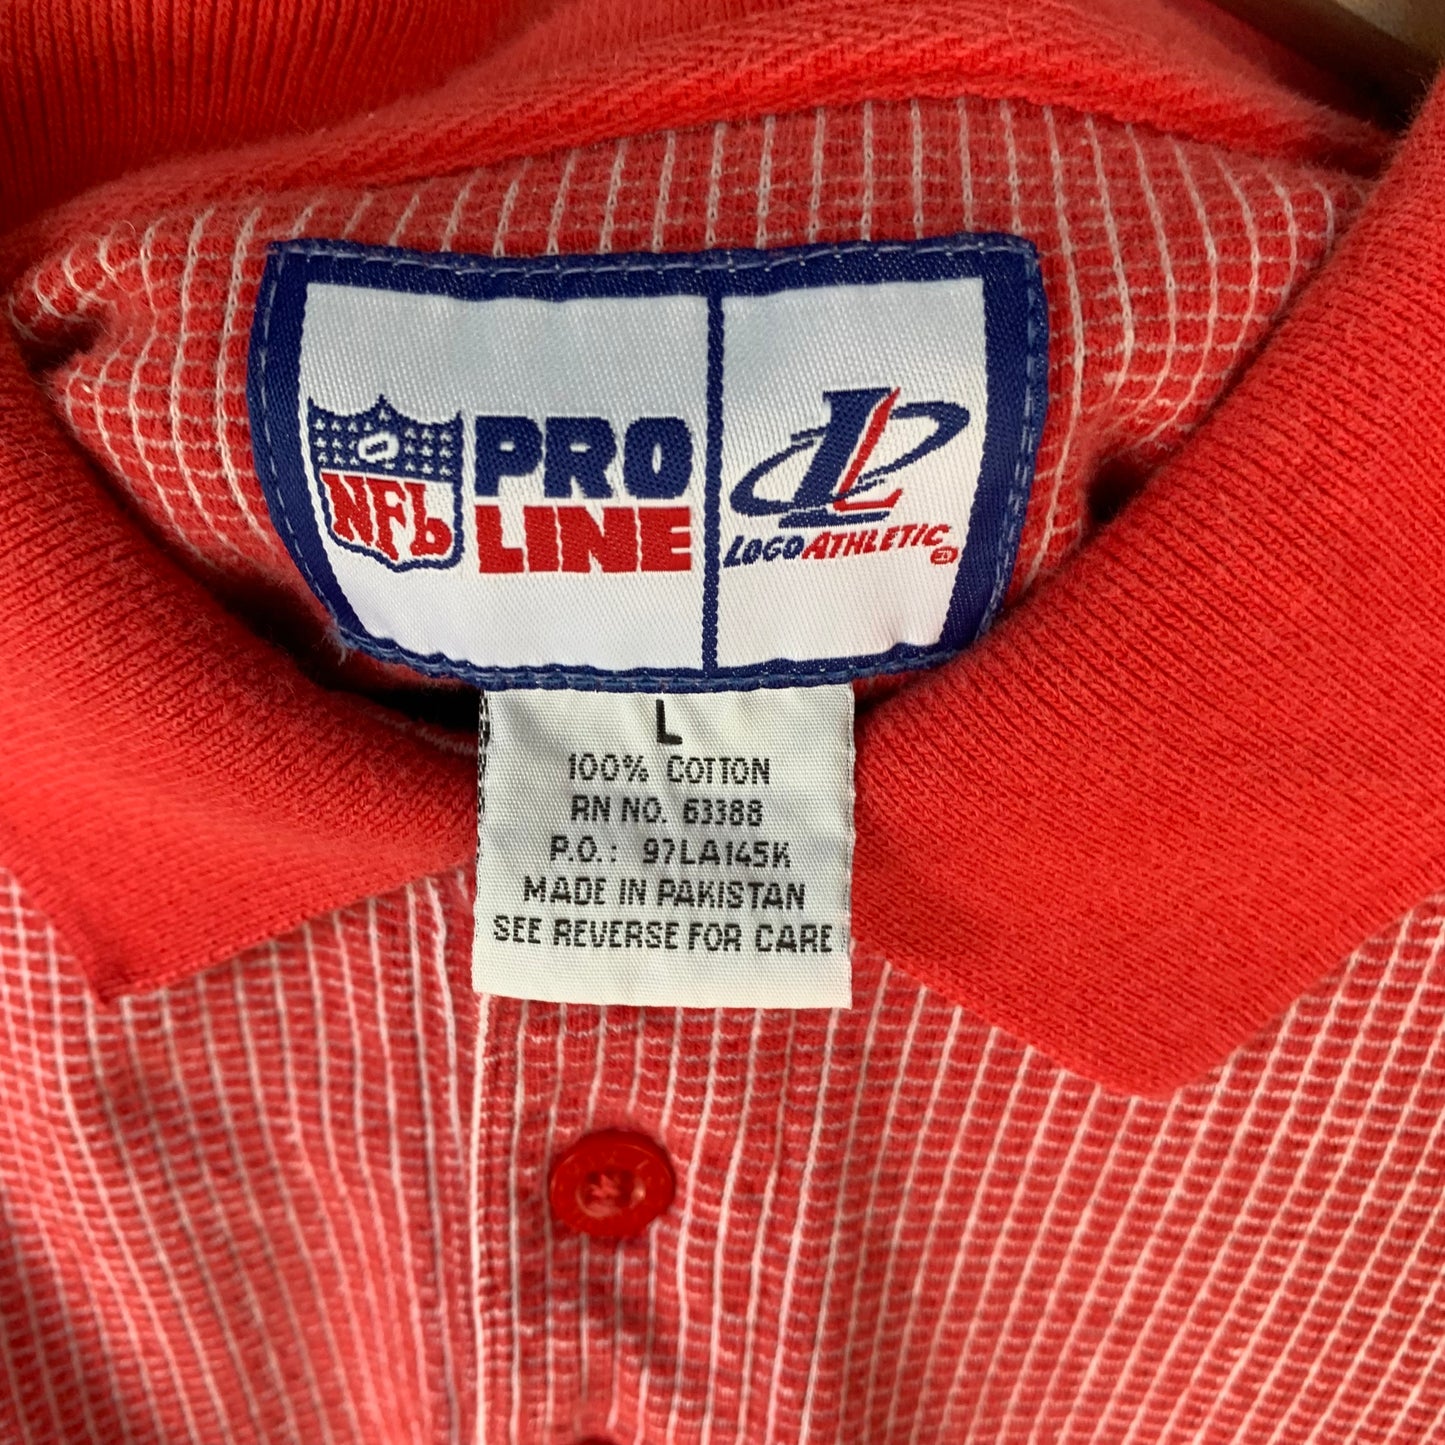 NFL
PRO
LINE
LOGO ATHLETIC
L
100% COTTON
RN NO. 63388
P.O.: 97LA145K
MADE IN PAKISTAN
SEE REVERSE FOR CARE